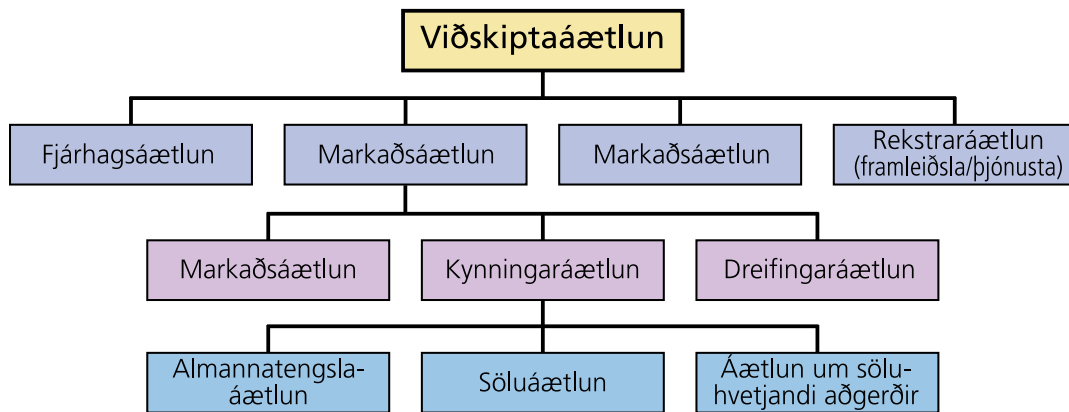 Viðskiptaáætlun
Fjárhagsáætlun
Markaðsáætlun
Markaðsáætlun
Rekstraráætlun
(framleiðsla/þjónusta)
Markaðsáætlun
Kynningaráætlun
Dreifingaráætlun
Almannatengsla-
áætlun
Söluáætlun
Áætlun um sölu-
hvetjandi aðgerðir